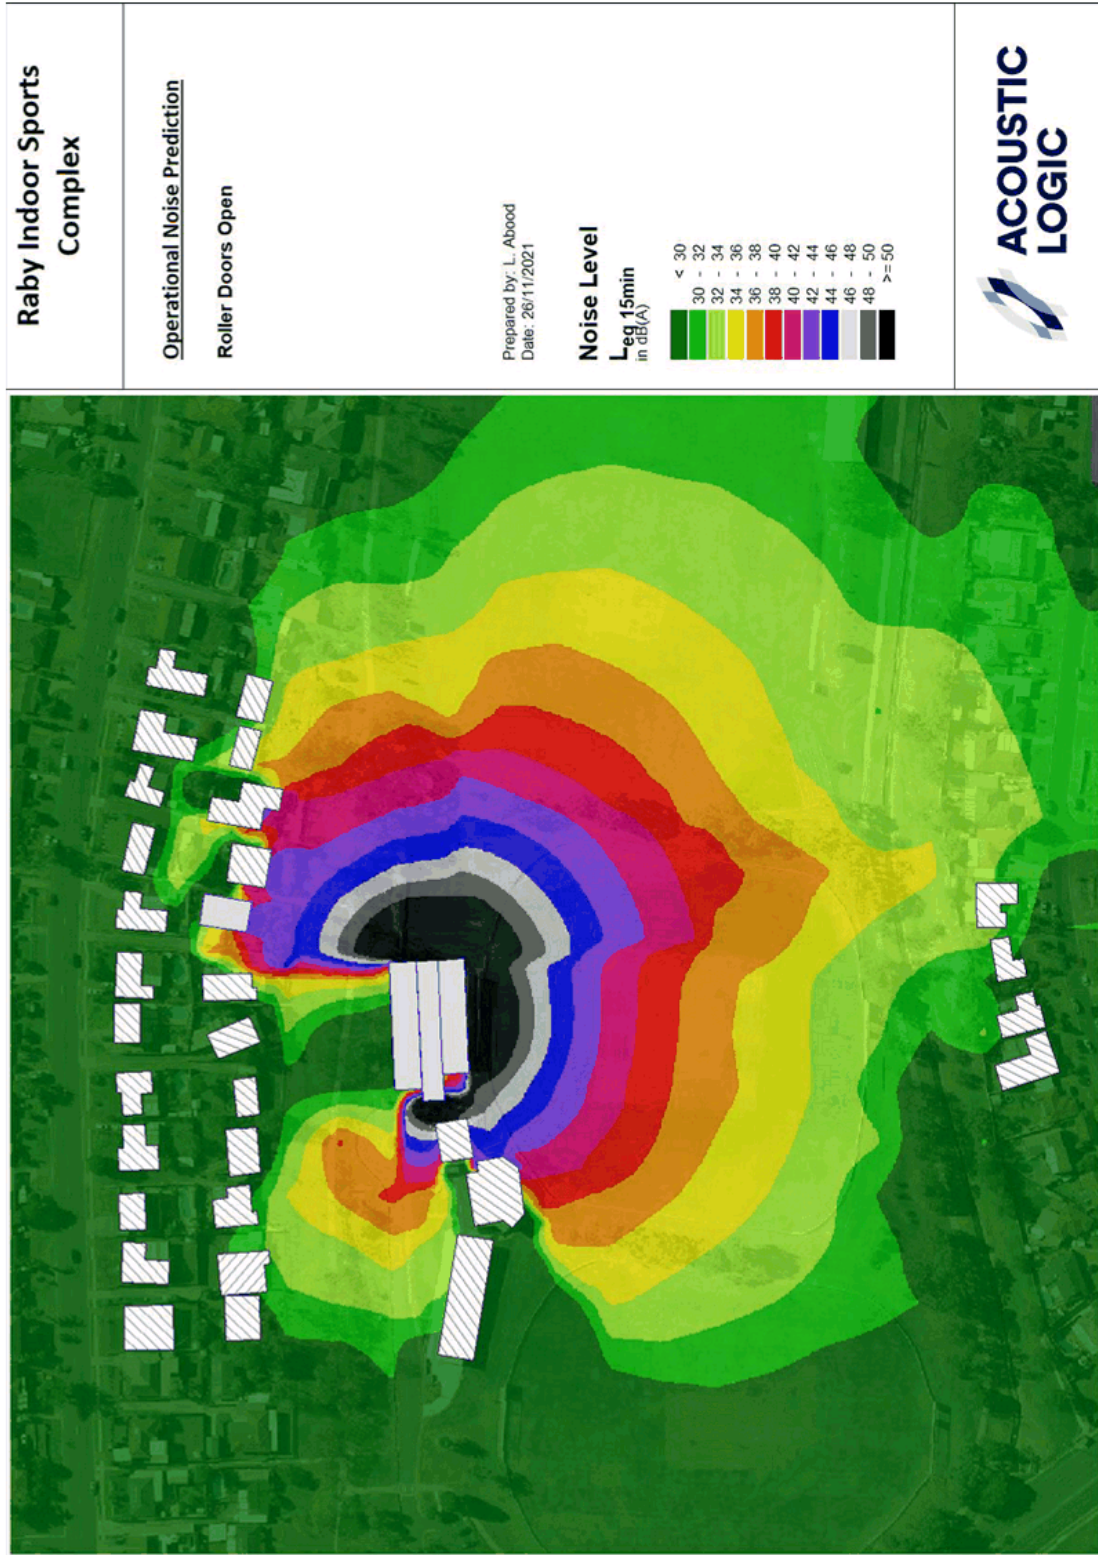 Raby Indoor Sports
Complex
Operational Noise Prediction
Roller Doors Open
Prepared by: L. Abood
Date: 26/11/2021
Noise Level
Leg 15min
in dB(A)
< 30
30 - 32
32 - 34
34 - 36
36 - 38
38 - 40
40 - 42
42 - 44
44 - 46
46 - 48
48 - 50
>=50
ACOUSTIC
LOGIC